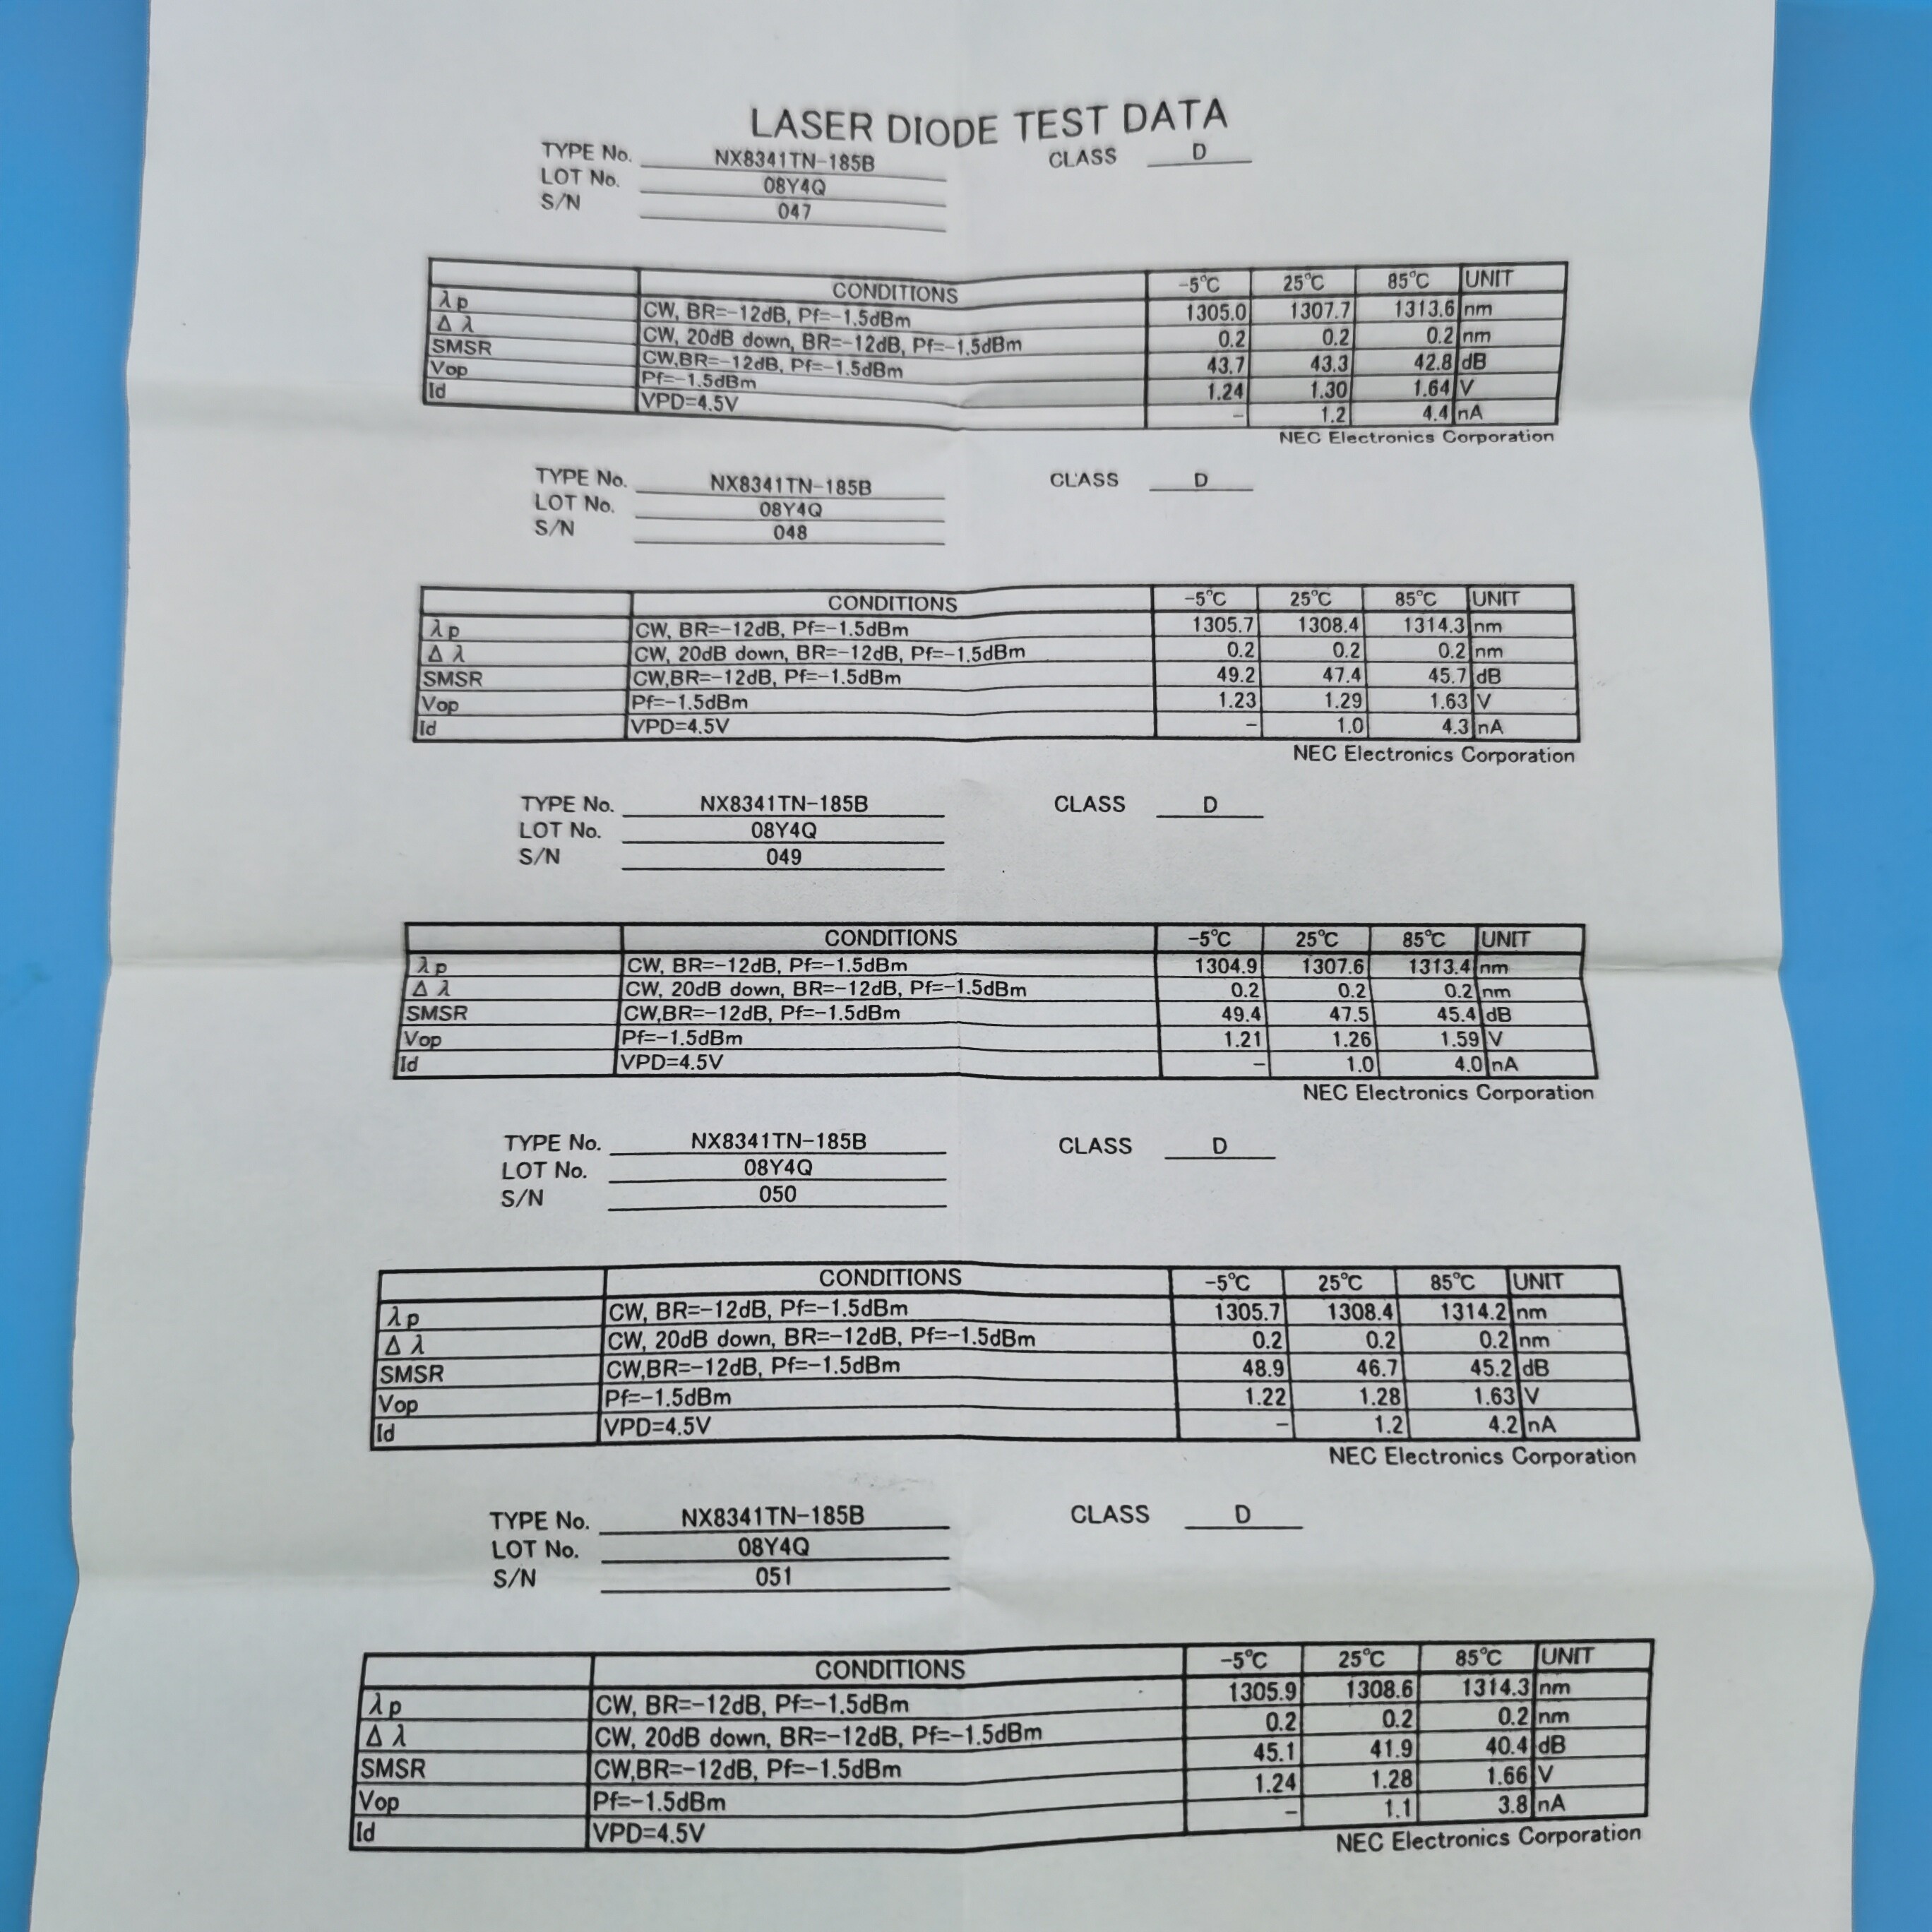 LASER DIODE TEST DATA
TYPE No. NX8341TN-185B CLASS D
LOT No. 08Y4Q
S/N 047
CONDITIONS -5℃ 25℃ 85℃ UNIT
λp CW, BR=-12dB, Pf=-1.5dBm 1305.0 1307.7 1313.6 nm
Δλ CW, 20dB down, BR=-12dB, Pf=-1.5dBm 0.2 0.2 0.2 nm
SMSR CW,BR=-12dB, Pf=-1.5dBm 43.7 43.3 42.8 dB
Vop Pf=-1.5dBm 1.24 1.30 1.64 V
Id VPD=4.5V - 1.2 4.4 nA
NEC Electronics Corporation
TYPE No. NX8341TN-185B CLASS D
LOT No. 08Y4Q
S/N 048
CONDITIONS -5℃ 25℃ 85℃ UNIT
λp CW, BR=-12dB, Pf=-1.5dBm 1305.7 1308.4 1314.3 nm
Δλ CW, 20dB down, BR=-12dB, Pf=-1.5dBm 0.2 0.2 0.2 nm
SMSR CW,BR=-12dB, Pf=-1.5dBm 49.2 47.4 45.7 dB
Vop Pf=-1.5dBm 1.23 1.29 1.63 V
Id VPD=4.5V - 1.0 4.3 nA
NEC Electronics Corporation
TYPE No. NX8341TN-185B CLASS D
LOT No. 08Y4Q
S/N 049
CONDITIONS -5℃ 25℃ 85℃ UNIT
λp CW, BR=-12dB, Pf=-1.5dBm 1304.9 1307.6 1313.4 nm
Δλ CW, 20dB down, BR=-12dB, Pf=-1.5dBm 0.2 0.2 0.2 nm
SMSR CW,BR=-12dB, Pf=-1.5dBm 49.4 47.5 45.4 dB
Vop Pf=-1.5dBm 1.21 1.26 1.59 V
Id VPD=4.5V - 1.0 4.0 nA
NEC Electronics Corporation
TYPE No. NX8341TN-185B CLASS D
LOT No. 08Y4Q
S/N 050
CONDITIONS -5℃ 25℃ 85℃ UNIT
λp CW, BR=-12dB, Pf=-1.5dBm 1305.7 1308.4 1314.2 nm
Δλ CW, 20dB down, BR=-12dB, Pf=-1.5dBm 0.2 0.2 0.2 nm
SMSR CW,BR=-12dB, Pf=-1.5dBm 48.9 46.7 45.2 dB
Vop Pf=-1.5dBm 1.22 1.28 1.63 V
Id VPD=4.5V - 1.2 4.2 nA
NEC Electronics Corporation
TYPE No. NX8341TN-185B CLASS D
LOT No. 08Y4Q
S/N 051
CONDITIONS -5℃ 25℃ 85℃ UNIT
λp CW, BR=-12dB, Pf=-1.5dBm 1305.9 1308.6 1314.3 nm
Δλ CW, 20dB down, BR=-12dB, Pf=-1.5dBm 0.2 0.2 0.2 nm
SMSR CW,BR=-12dB, Pf=-1.5dBm 45.1 41.9 40.4 dB
Vop Pf=-1.5dBm 1.24 1.28 1.66 V
Id VPD=4.5V - 1.1 3.8 nA
NEC Electronics Corporation